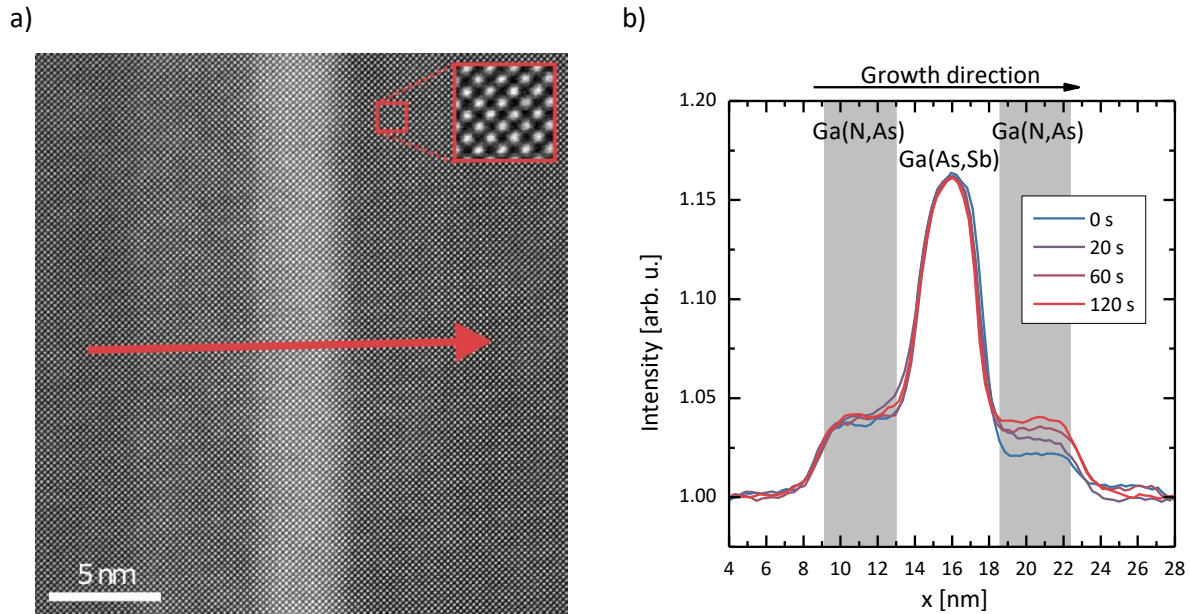 a)
5 nm
b)
Growth direction
Ga(N,As)
Ga(N,As)
Ga(As,Sb)
0 s
20 s
60 s
120 s
Intensity [arb. u.]
1.20
1.15
1.10
1.05
1.00
4 6 8 10 12 14 16 18 20 22 24 26 28
x [nm]